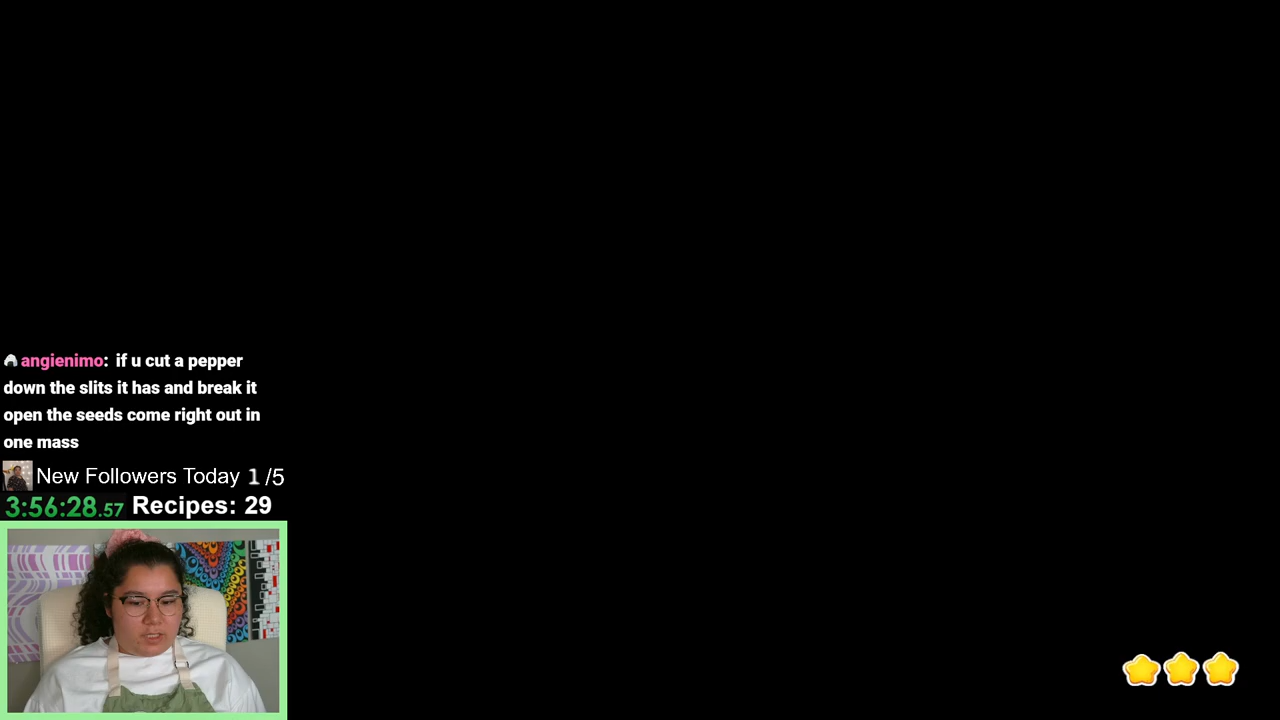 angienimo: if u cut a pepper
down the slits it has and break it
open the seeds come right out in
one mass
New Followers Today 1 /5
3:56:28.57 Recipes: 29